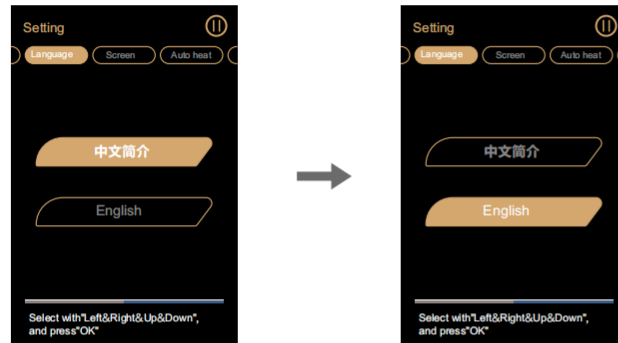 Setting
Language Screen Auto heat
中文简介
English
Select with"Left&Right&Up&Down",
and press"OK"
Setting
Language Screen Auto heat
中文简介
English
Select with"Left&Right&Up&Down",
and press"OK"